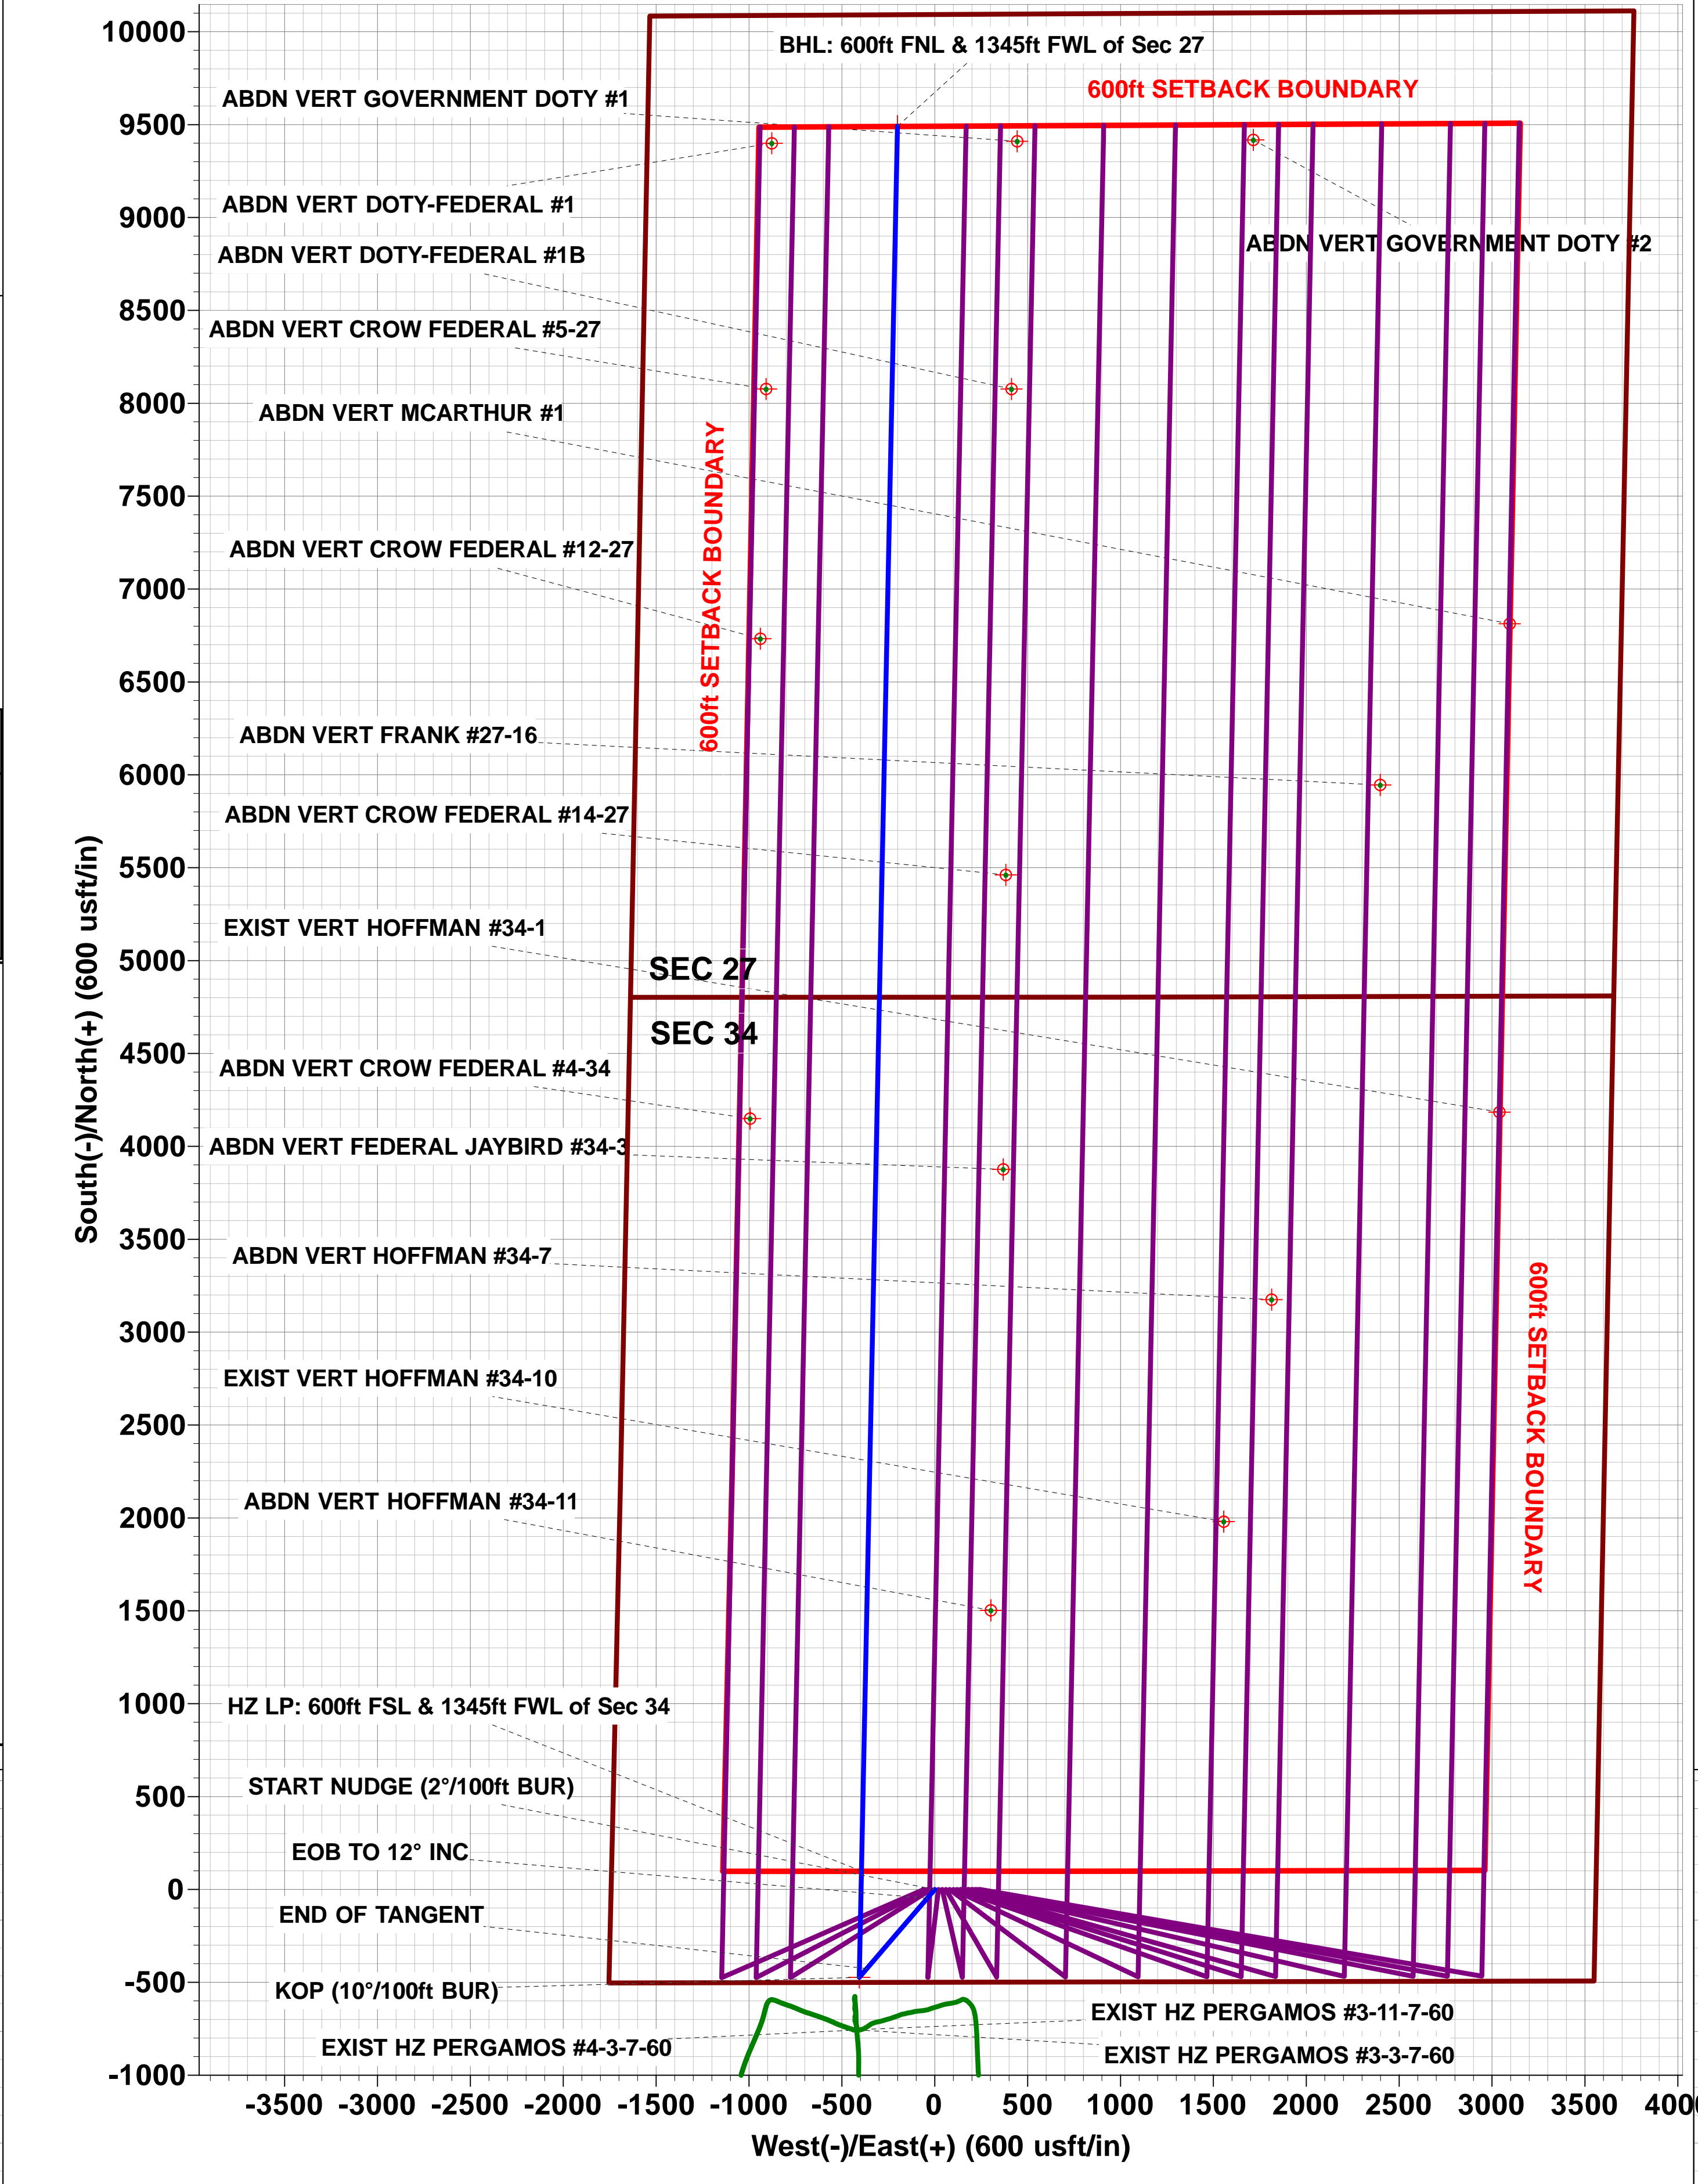 10000
BHL: 600ft FNL & 1345ft FWL of Sec 27
600ft SETBACK BOUNDARY
ABDN VERT GOVERNMENT DOTY #1
9500
ABDN VERT DOTY-FEDERAL #1
9000
ABDN VERT GOVERNMENT DOTY #2
ABDN VERT DOTY-FEDERAL #1B
8500
ABDN VERT CROW FEDERAL #5-27
8000
ABDN VERT MCARTHUR #1
600ft SETBACK BOUNDARY
7500
ABDN VERT CROW FEDERAL #12-27
7000
6500
ABDN VERT FRANK #27-16
6000
ABDN VERT CROW FEDERAL #14-27
5500
EXIST VERT HOFFMAN #34-1
5000
SEC 27
SEC 34
4500
ABDN VERT CROW FEDERAL #4-34
4000
ABDN VERT FEDERAL JAYBIRD #34-3
South(-)/North(+) (600 usft/in)
3500
ABDN VERT HOFFMAN #34-7
600ft SETBACK BOUNDARY
3000
EXIST VERT HOFFMAN #34-10
2500
2000
ABDN VERT HOFFMAN #34-11
1500
1000
HZ LP: 600ft FSL & 1345ft FWL of Sec 34
START NUDGE (2°/100ft BUR)
500
EOB TO 12° INC
0
END OF TANGENT
-500
KOP (10°/100ft BUR)
EXIST HZ PERGAMOS #3-11-7-60
EXIST HZ PERGAMOS #4-3-7-60
EXIST HZ PERGAMOS #3-3-7-60
-1000
-3500 -3000 -2500 -2000 -1500 -1000 -500 0 500 1000 1500 2000 2500 3000 3500 400
West(-)/East(+) (600 usft/in)